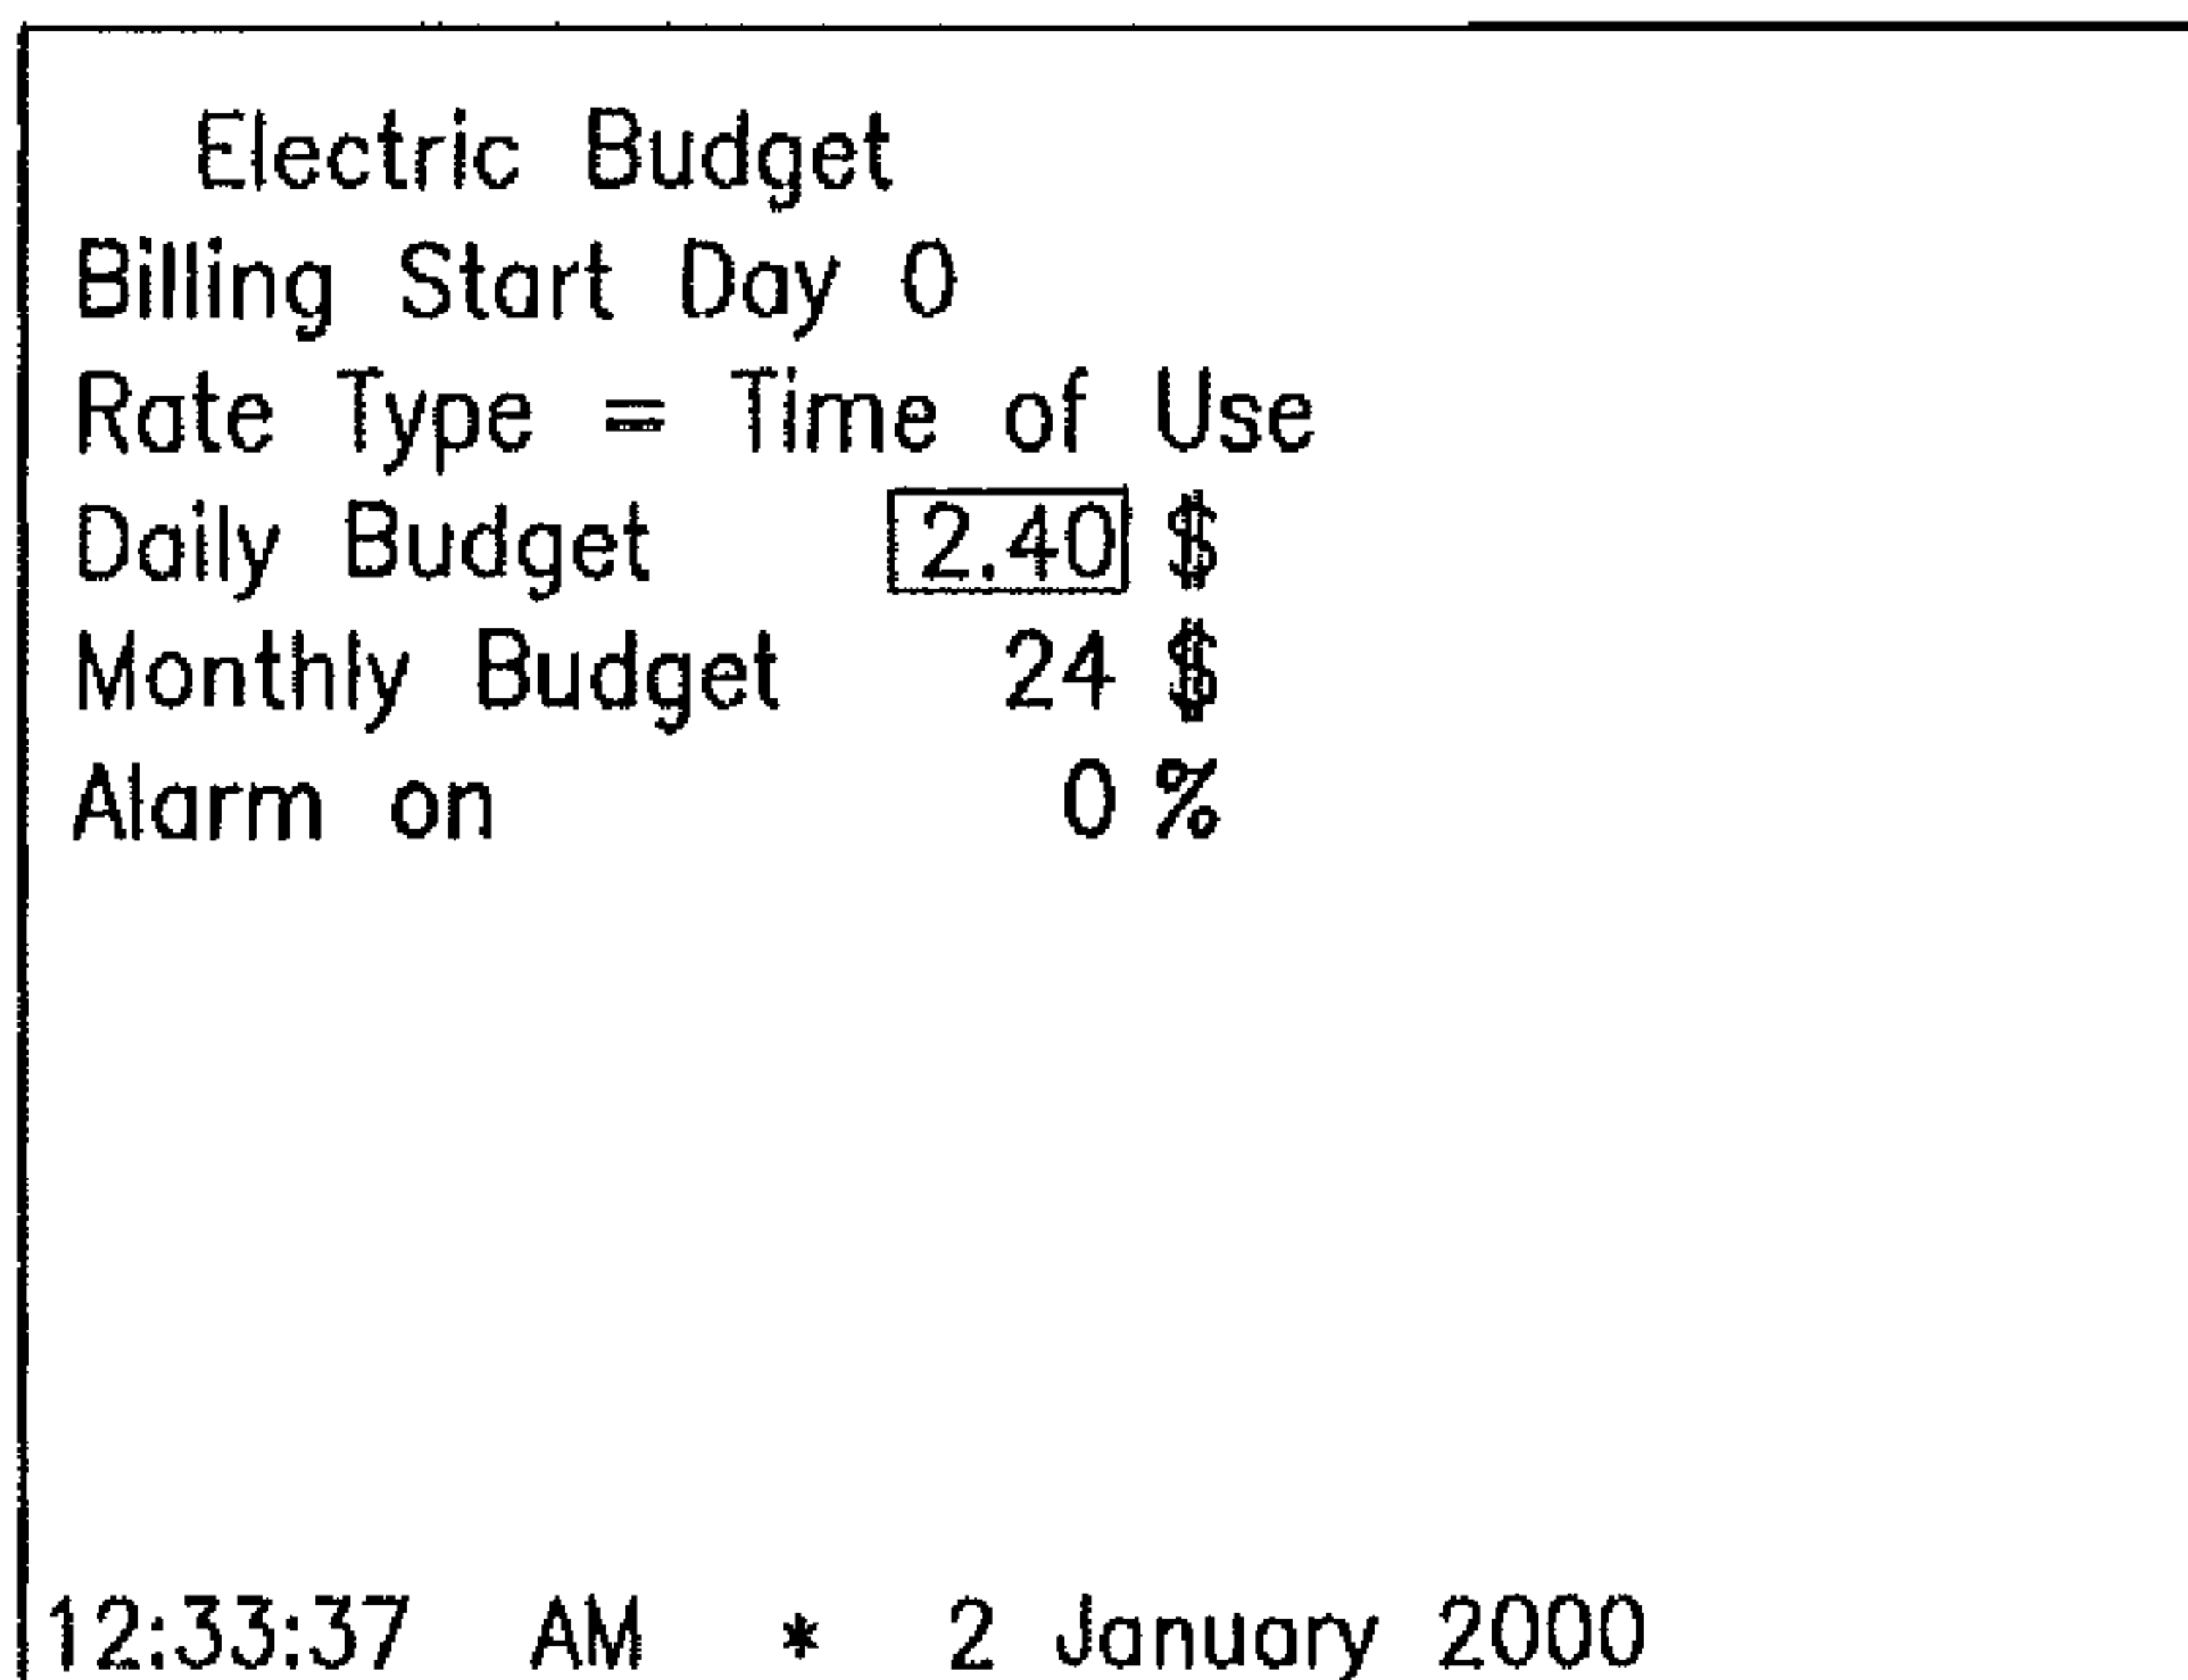 Electric Budget
Billing Start Day 0
Rate Type = Time of Use
Daily Budget 2.40 $
Monthly Budget 24 $
Alarm on 0 %
12:33:37 AM * 2 January 2000